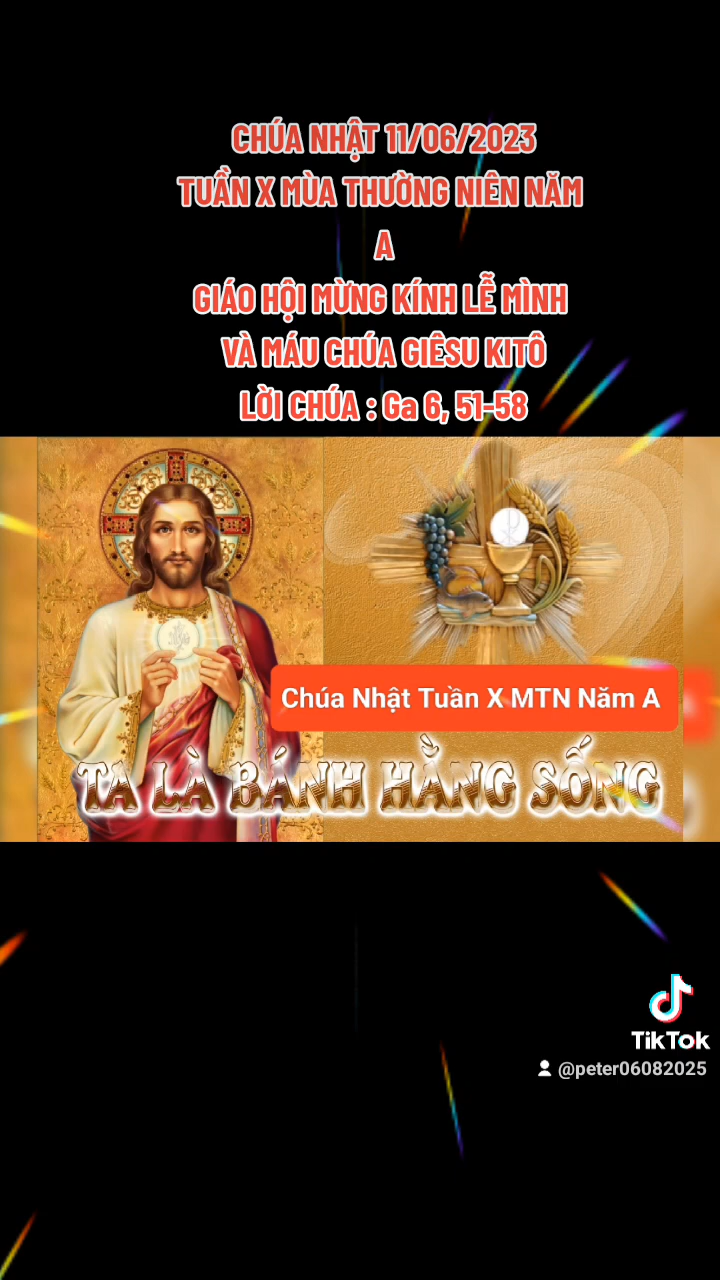 CHÚA NHẬT 11/06/2023
TUẦN X MÙA THƯỜNG NIÊN NĂM
A
GIÁO HỘI MỪNG KÍNH LỄ MÌNH
VÀ MÁU CHÚA GIÊSU KITÔ
LỜI CHÚA : Ga 6, 51-58
Chúa Nhật Tuần X MTN Năm A
TA LÀ BÁNH HẰNG SỐNG
TikTok
@peter06082025